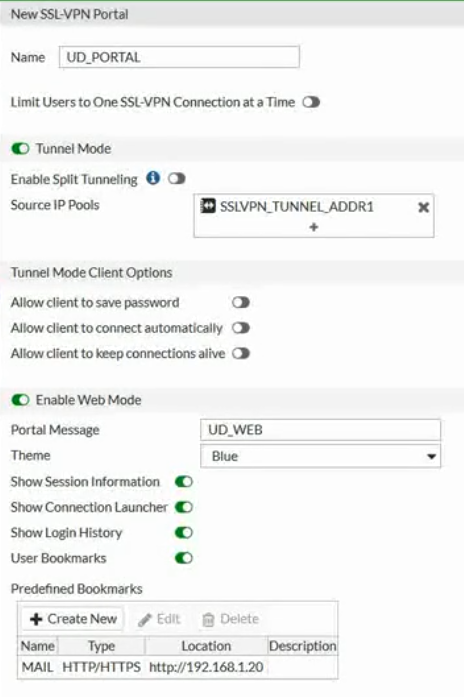 New SSL-VPN Portal
Name UD_PORTAL
Limit Users to One SSL-VPN Connection at a Time
Tunnel Mode
Enable Split Tunneling
Source IP Pools SSLVPN_TUNNEL_ADDR1
+
Tunnel Mode Client Options
Allow client to save password
Allow client to connect automatically
Allow client to keep connections alive
Enable Web Mode
Portal Message UD_WEB
Theme Blue
Show Session Information
Show Connection Launcher
Show Login History
User Bookmarks
Predefined Bookmarks
+ Create New Edit Delete
Name Type Location Description
MAIL HTTP/HTTPS http://192.168.1.20